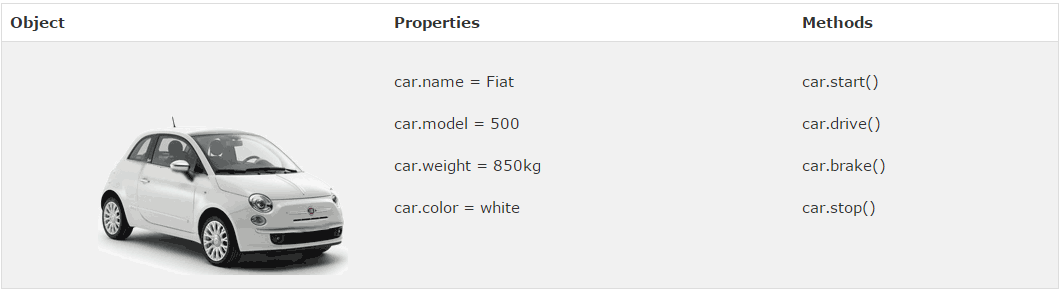 Object Properties Methods
car.name = Fiat car.start()
car.model = 500 car.drive()
car.weight = 850kg car.brake()
car.color = white car.stop()